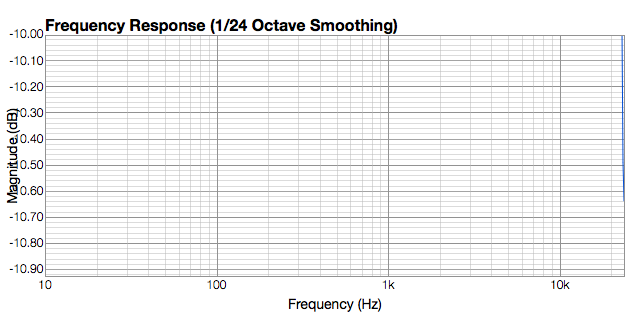 Frequency Response (1/24 Octave Smoothing)
-10.00
-10.10
-10.20
-10.30
-10.40
-10.50
-10.60
-10.70
-10.80
-10.90
Magnitude (dB)
10
100
1k
10k
Frequency (Hz)